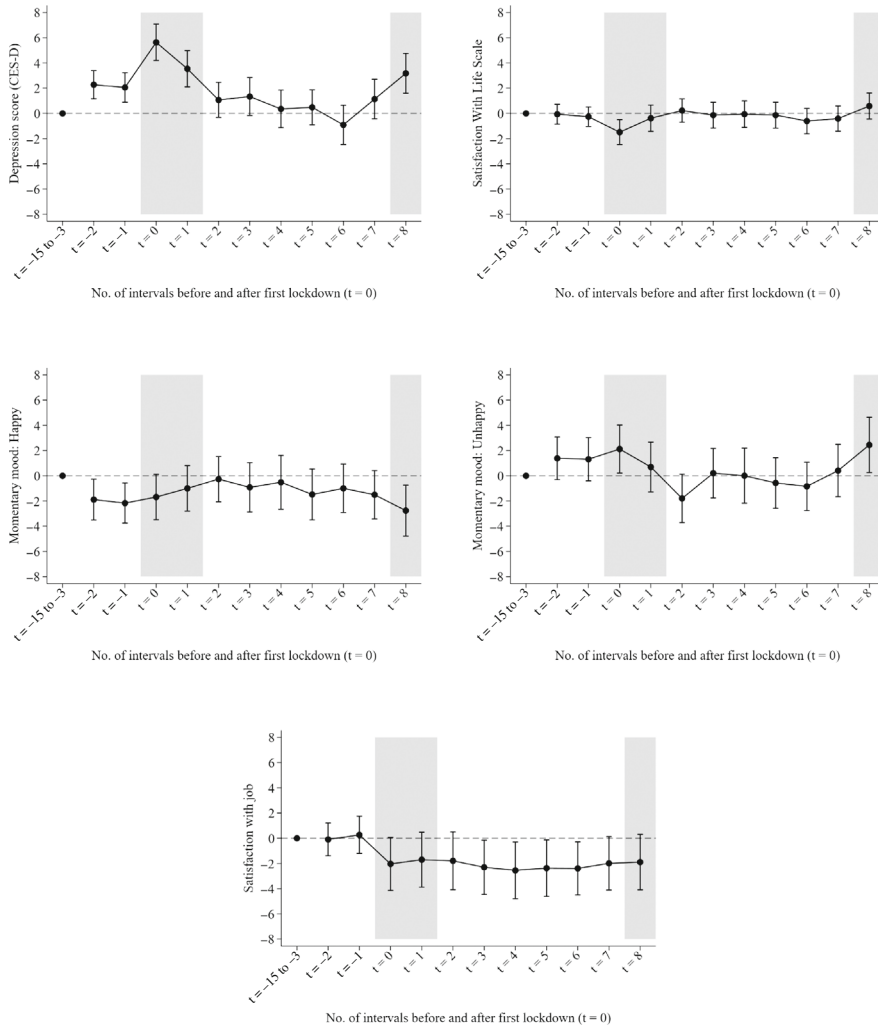 Depression score (CES-D)
8
6
4
2
0
−2
−4
−6
−8
t = −15 to −3
t = −2
t = −1
t = 0
t = 1
t = 2
t = 3
t = 4
t = 5
t = 6
t = 7
t = 8
No. of intervals before and after first lockdown (t = 0)
Satisfaction With Life Scale
8
6
4
2
0
−2
−4
−6
−8
t = −15 to −3
t = −2
t = −1
t = 0
t = 1
t = 2
t = 3
t = 4
t = 5
t = 6
t = 7
t = 8
No. of intervals before and after first lockdown (t = 0)
Momentary mood: Happy
8
6
4
2
0
−2
−4
−6
−8
t = −15 to −3
t = −2
t = −1
t = 0
t = 1
t = 2
t = 3
t = 4
t = 5
t = 6
t = 7
t = 8
No. of intervals before and after first lockdown (t = 0)
Momentary mood: Unhappy
8
6
4
2
0
−2
−4
−6
−8
t = −15 to −3
t = −2
t = −1
t = 0
t = 1
t = 2
t = 3
t = 4
t = 5
t = 6
t = 7
t = 8
No. of intervals before and after first lockdown (t = 0)
Satisfaction with job
8
6
4
2
0
−2
−4
−6
−8
t = −15 to −3
t = −2
t = −1
t = 0
t = 1
t = 2
t = 3
t = 4
t = 5
t = 6
t = 7
t = 8
No. of intervals before and after first lockdown (t = 0)